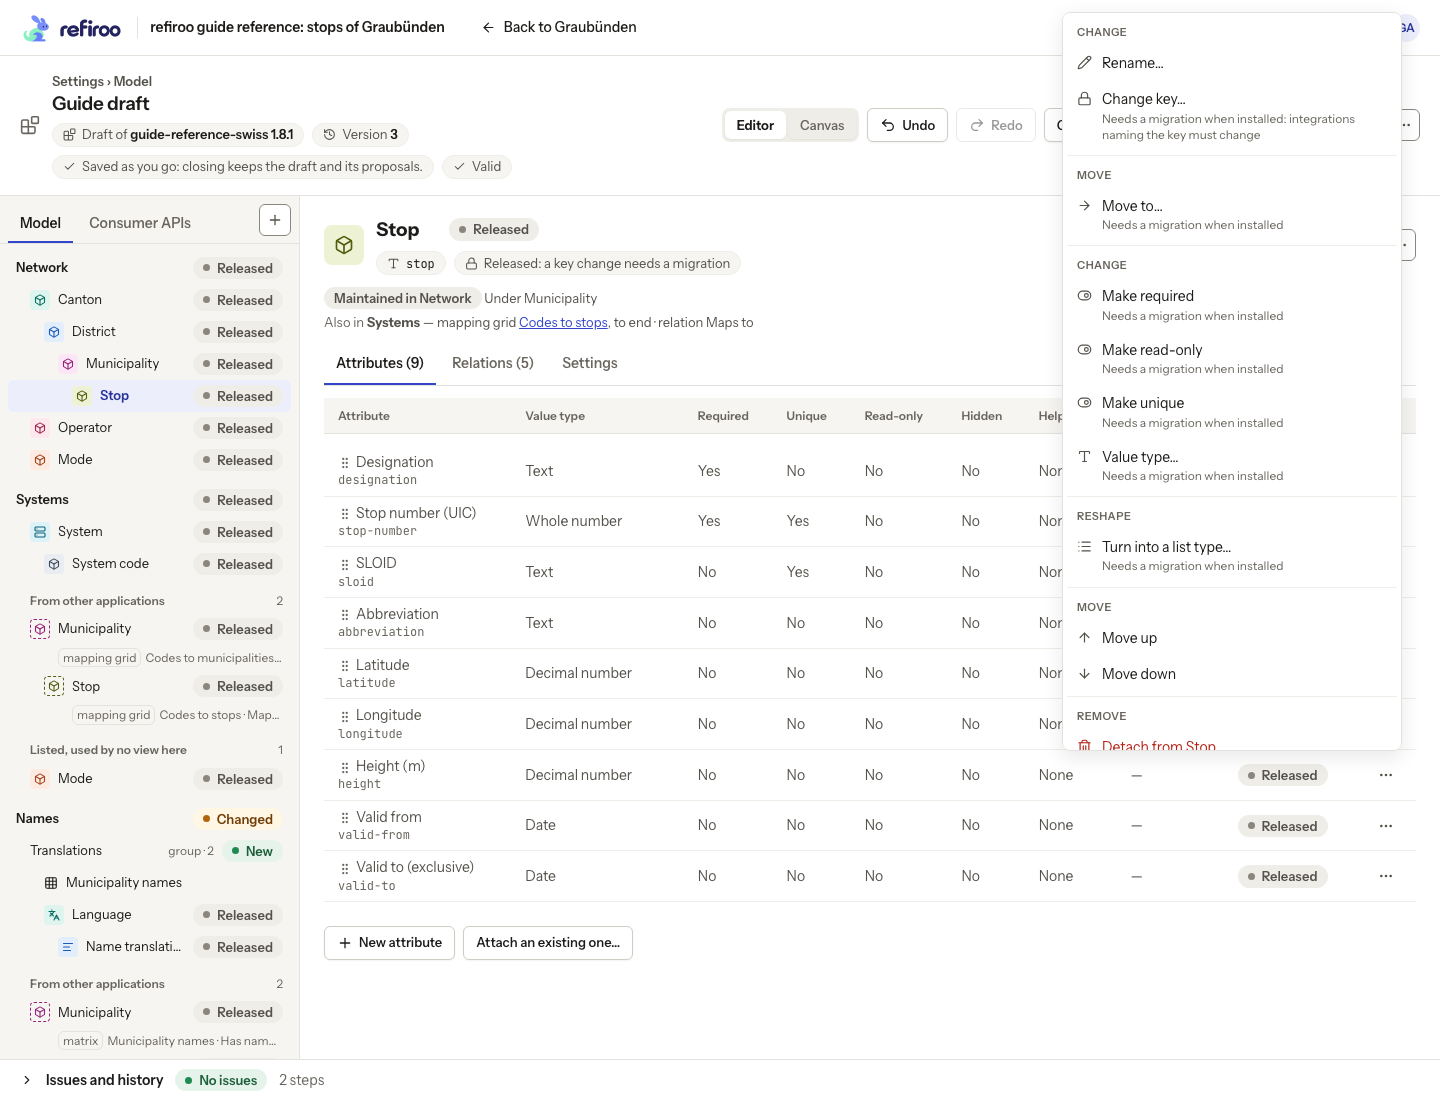 refiroo
refiroo guide reference: stops of Graubünden
Back to Graubünden
GA
Settings › Model
Guide draft
Draft of guide-reference-swiss 1.8.1
Version 3
Saved as you go: closing keeps the draft and its proposals.
Valid
Editor
Canvas
Undo
Redo
Model
Consumer APIs
Network
Released
Canton
Released
District
Released
Municipality
Released
Stop
Released
Operator
Released
Mode
Released
Systems
Released
System
Released
System code
Released
From other applications
2
Municipality
Released
mapping grid Codes to municipalities...
Stop
Released
mapping grid Codes to stops · Map...
Listed, used by no view here
1
Mode
Released
Names
Changed
Translations
group · 2
New
Municipality names
Language
Released
Name translati...
Released
From other applications
2
Municipality
Released
matrix Municipality names · Has nam...
Stop
Released
stop
Released: a key change needs a migration
Maintained in Network Under Municipality
Also in Systems — mapping grid Codes to stops, to end · relation Maps to
Attributes (9)
Relations (5)
Settings
Attribute Value type Required Unique Read-only Hidden Help
Designation
designation
Text Yes No No No
Stop number (UIC)
stop-number
Whole number Yes Yes No No
SLOID
sloid
Text No Yes No No
Abbreviation
abbreviation
Text No No No No
Latitude
latitude
Decimal number No No No No
Longitude
longitude
Decimal number No No No No
Height (m)
height
Decimal number No No No No None — Released ...
Valid from
valid-from
Date No No No No None — Released ...
Valid to (exclusive)
valid-to
Date No No No No None — Released ...
New attribute
Attach an existing one...
CHANGE
Rename...
Change key...
Needs a migration when installed: integrations
naming the key must change
MOVE
Move to...
Needs a migration when installed
CHANGE
Make required
Needs a migration when installed
Make read-only
Needs a migration when installed
Make unique
Needs a migration when installed
Value type...
Needs a migration when installed
RESHAPE
Turn into a list type...
Needs a migration when installed
MOVE
Move up
Move down
REMOVE
Detach from Stop
Issues and history
No issues
2 steps